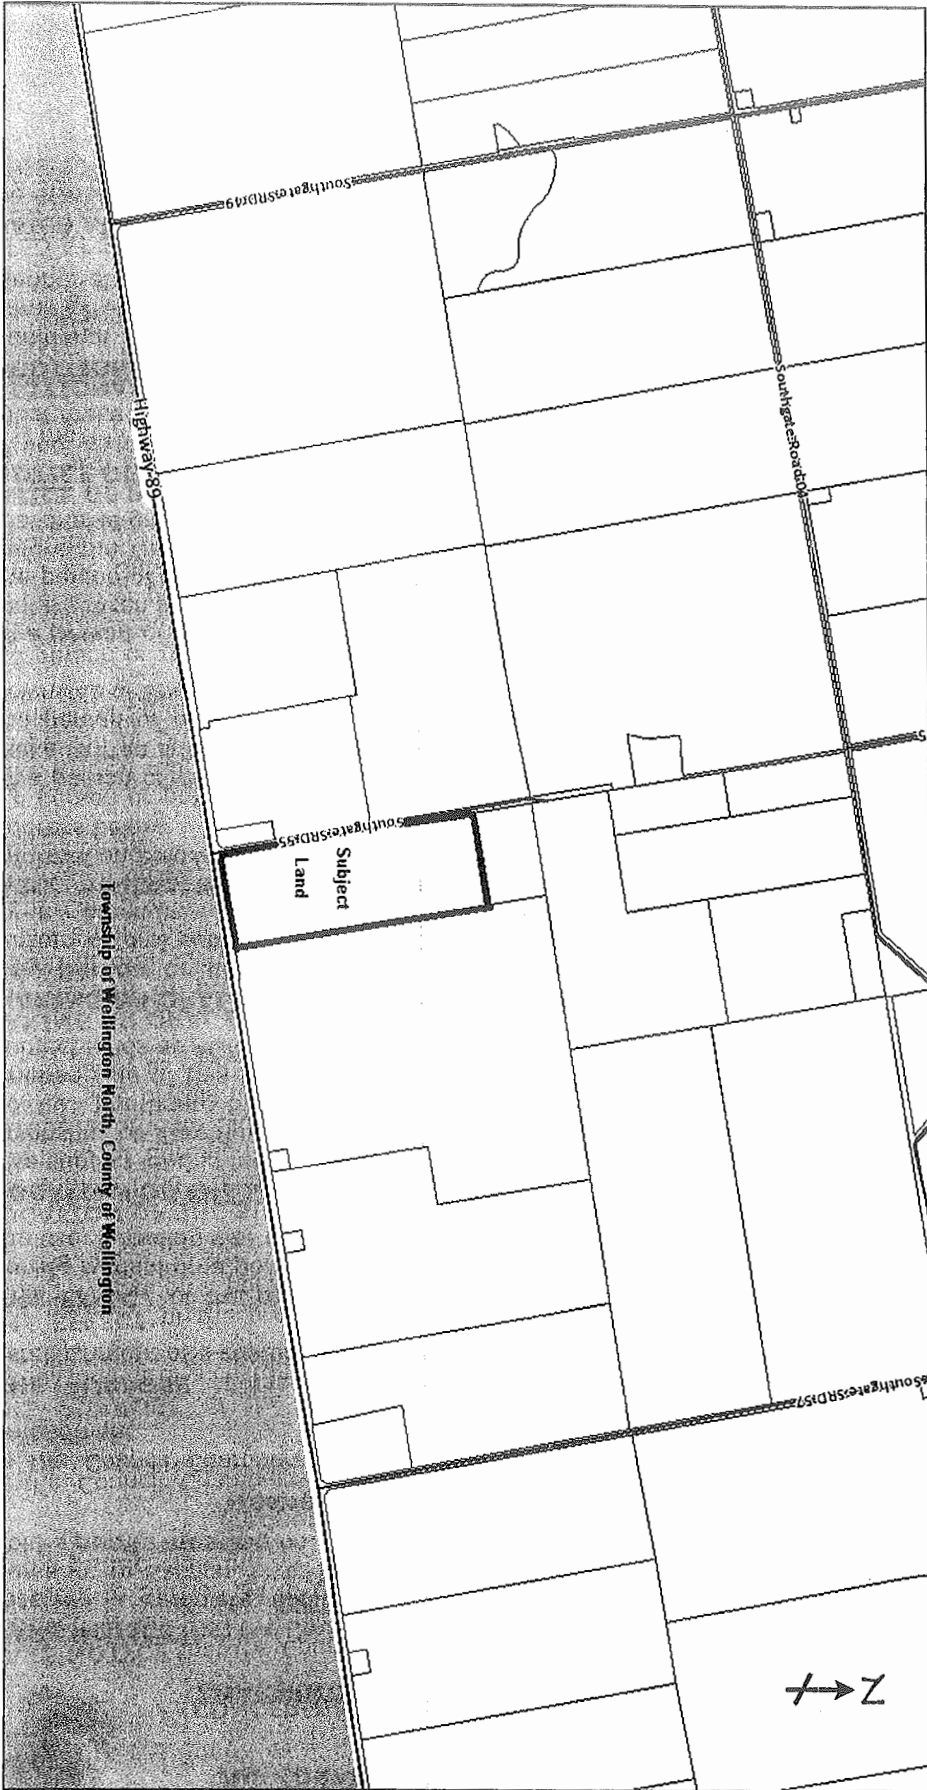 Southgate SRD 49
Southgate Road 04
Highway 89
Southgate SRD 55
Subject
Land
Southgate SRD 57
Township of Wellington North, County of Wellington
N